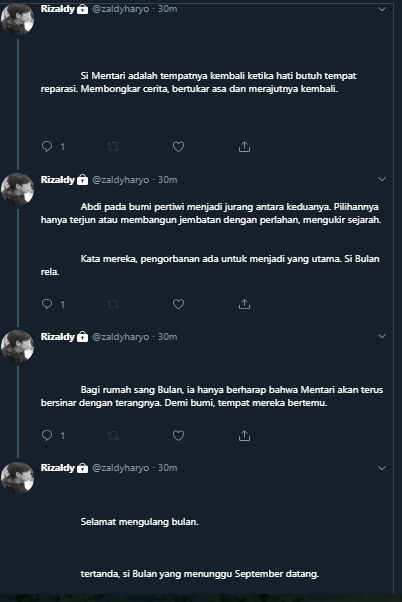 Rizaldy @zaldyharyo · 30m
Si Mentari adalah tempatnya kembali ketika hati butuh tempat
reparasi. Membongkar cerita, bertukar asa dan merajutnya kembali.
1
Rizaldy @zaldyharyo · 30m
Abdi pada bumi pertiwi menjadi jurang antara keduanya. Pilihannya
hanya terjun atau membangun jembatan dengan perlahan, mengukir sejarah.
Kata mereka, pengorbanan ada untuk menjadi yang utama. Si Bulan
rela.
1
Rizaldy @zaldyharyo · 30m
Bagi rumah sang Bulan, ia hanya berharap bahwa Mentari akan terus
bersinar dengan terangnya. Demi bumi, tempat mereka bertemu.
1
Rizaldy @zaldyharyo · 30m
Selamat mengulang bulan.
tertanda, si Bulan yang menunggu September datang.